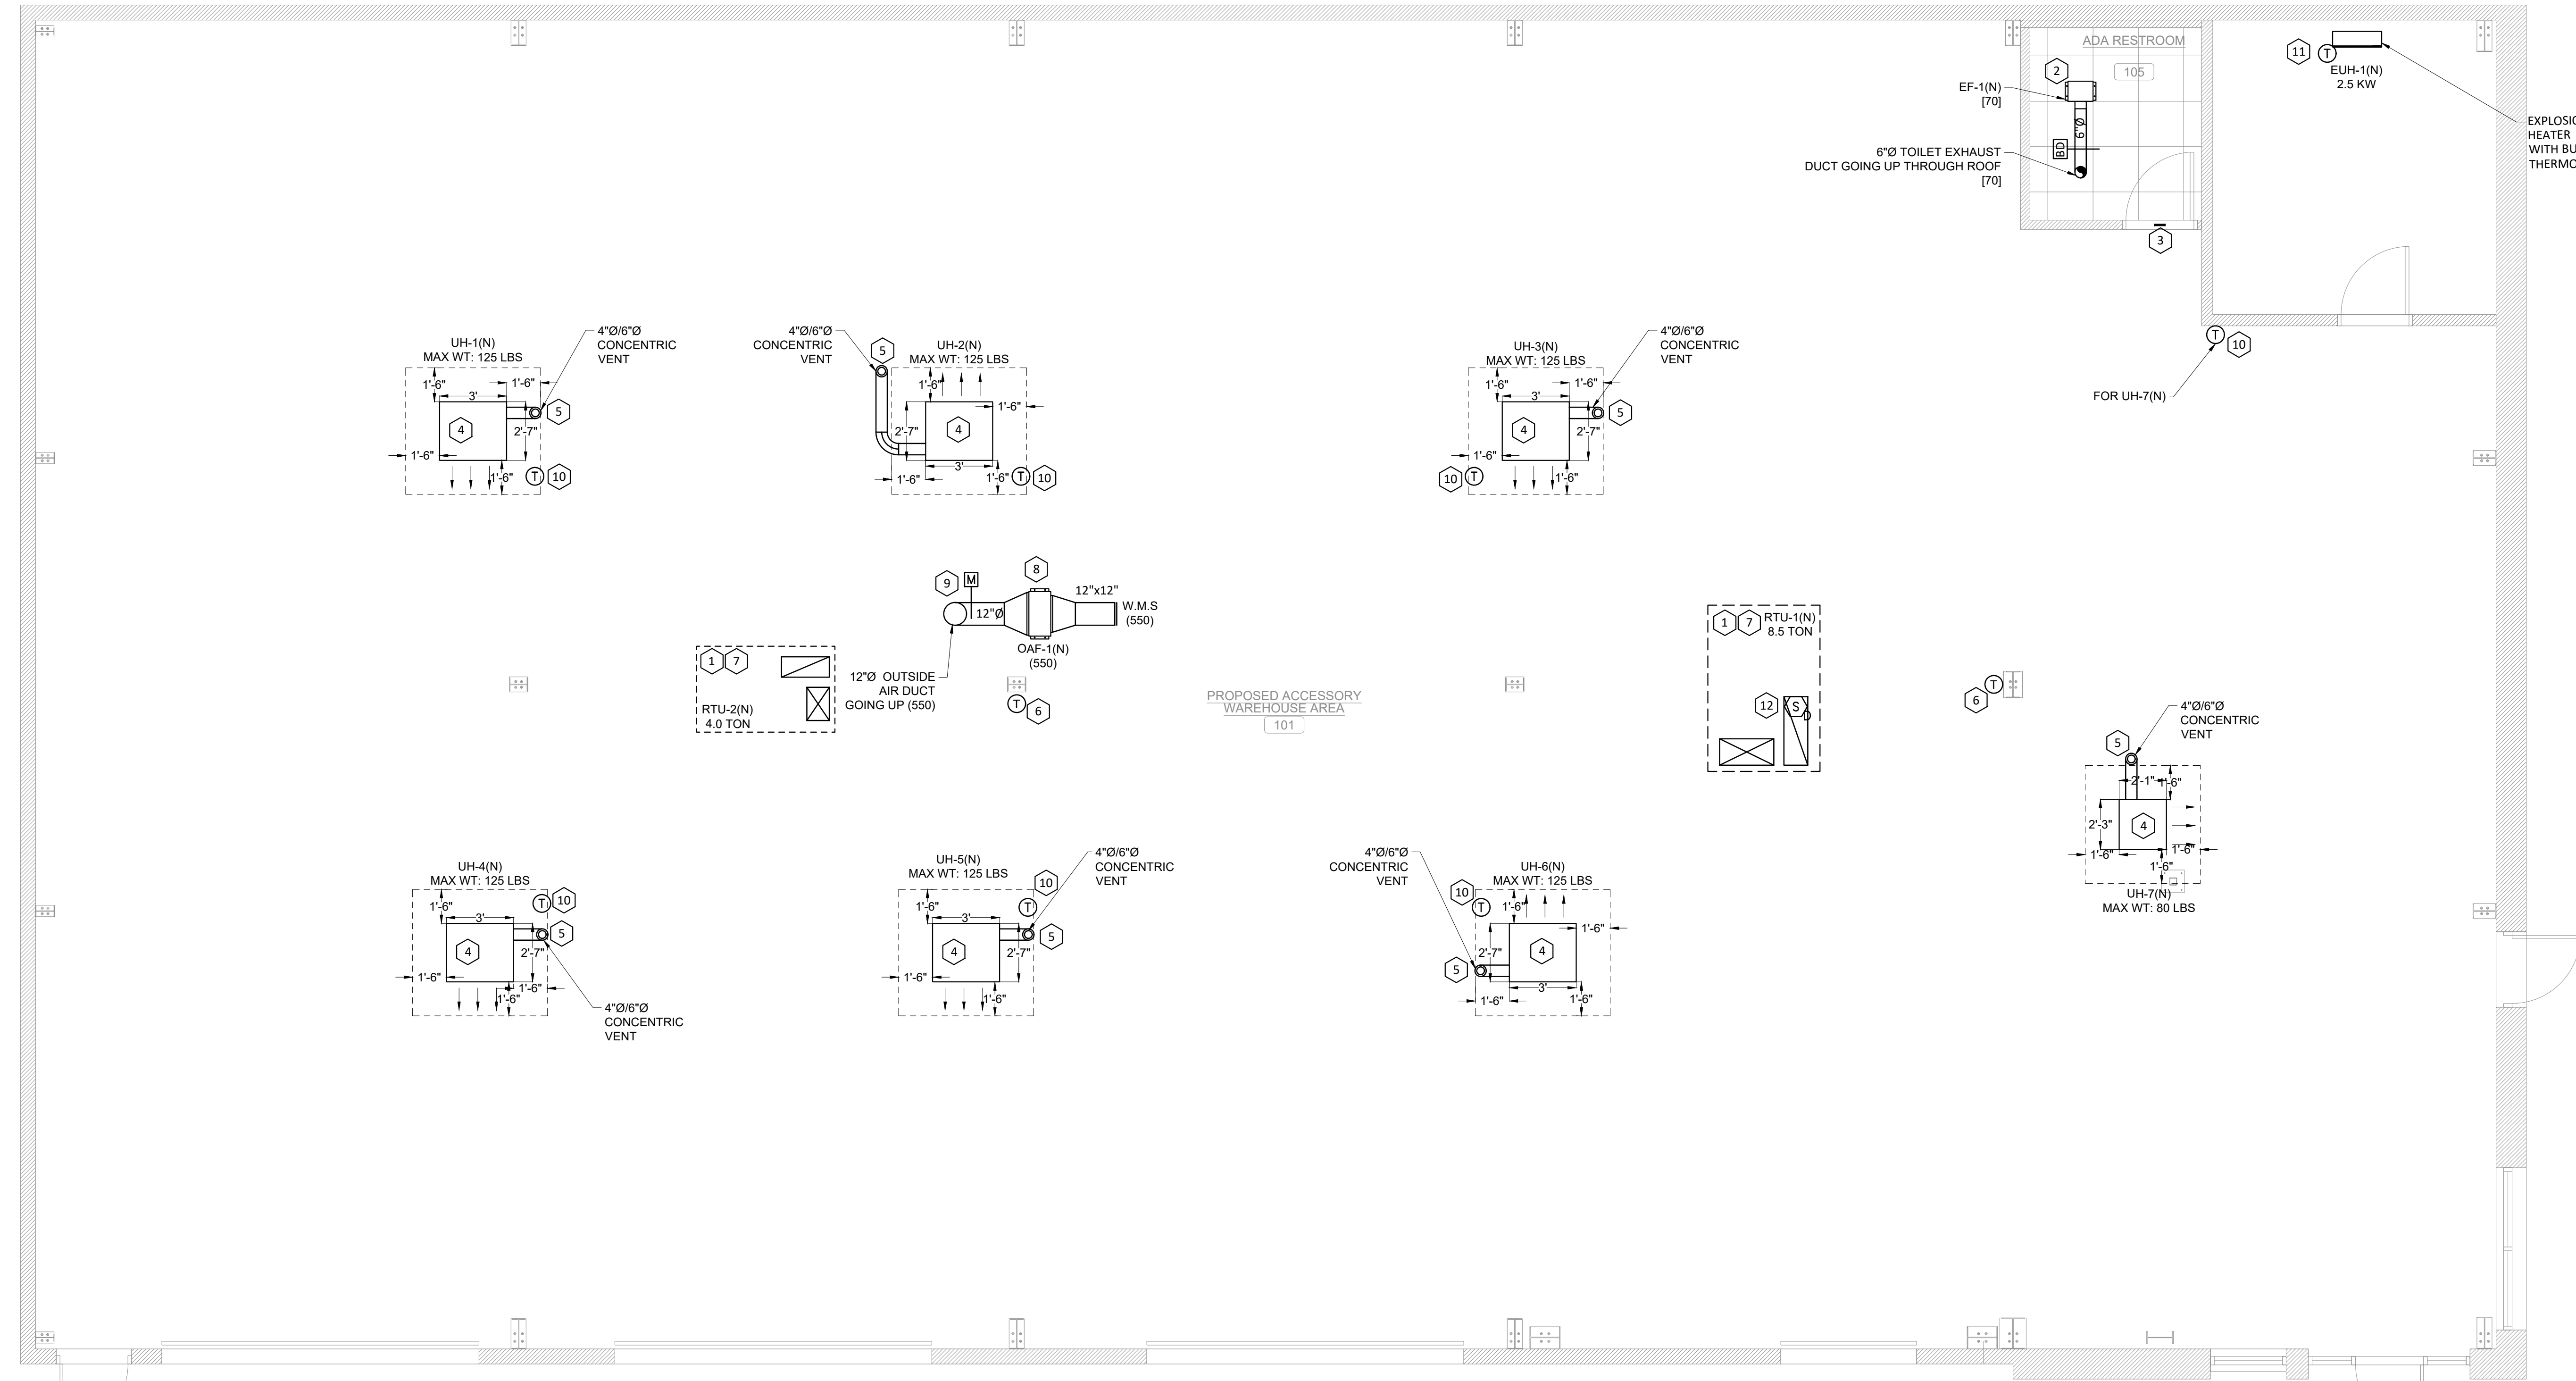 ADA RESTROOM
105
2
EF-1(N)
[70]
6"Ø
BD
6"Ø TOILET EXHAUST
DUCT GOING UP THROUGH ROOF
[70]
3
11
T
EUH-1(N)
2.5 KW
HEATER
T
10
FOR UH-7(N)
UH-1(N)
MAX WT: 125 LBS
4"Ø/6"Ø
CONCENTRIC
VENT
1'-6"
1'-6"
3'
5
4
2'-7"
1'-6"
1'-6"
T
10
4"Ø/6"Ø
CONCENTRIC
VENT
5
UH-2(N)
MAX WT: 125 LBS
1'-6"
1'-6"
4
2'-7"
3'
1'-6"
1'-6"
T
10
UH-3(N)
MAX WT: 125 LBS
4"Ø/6"Ø
CONCENTRIC
VENT
1'-6"
1'-6"
3'
5
4
2'-7"
1'-6"
10
T
1'-6"
9
M
8
12"Ø
12"x12"
W.M.S
(550)
OAF-1(N)
(550)
12"Ø OUTSIDE
AIR DUCT
GOING UP (550)
1
7
RTU-2(N)
4.0 TON
T
6
PROPOSED ACCESSORY
WAREHOUSE AREA
101
1
7
RTU-1(N)
8.5 TON
12
S
D
T
6
4"Ø/6"Ø
CONCENTRIC
VENT
5
2'-1"
1'-6"
2'-3"
4
1'-6"
1'-6"
1'-6"
UH-7(N)
MAX WT: 80 LBS
UH-4(N)
MAX WT: 125 LBS
1'-6"
T
10
3'
5
4
2'-7"
1'-6"
1'-6"
1'-6"
4"Ø/6"Ø
CONCENTRIC
VENT
UH-5(N)
MAX WT: 125 LBS
4"Ø/6"Ø
CONCENTRIC
VENT
10
1'-6"
T
3'
5
4
2'-7"
1'-6"
1'-6"
4"Ø/6"Ø
CONCENTRIC
VENT
UH-6(N)
MAX WT: 125 LBS
10
T
1'-6"
1'-6"
4
2'-7"
5
3'
1'-6"
1'-6"